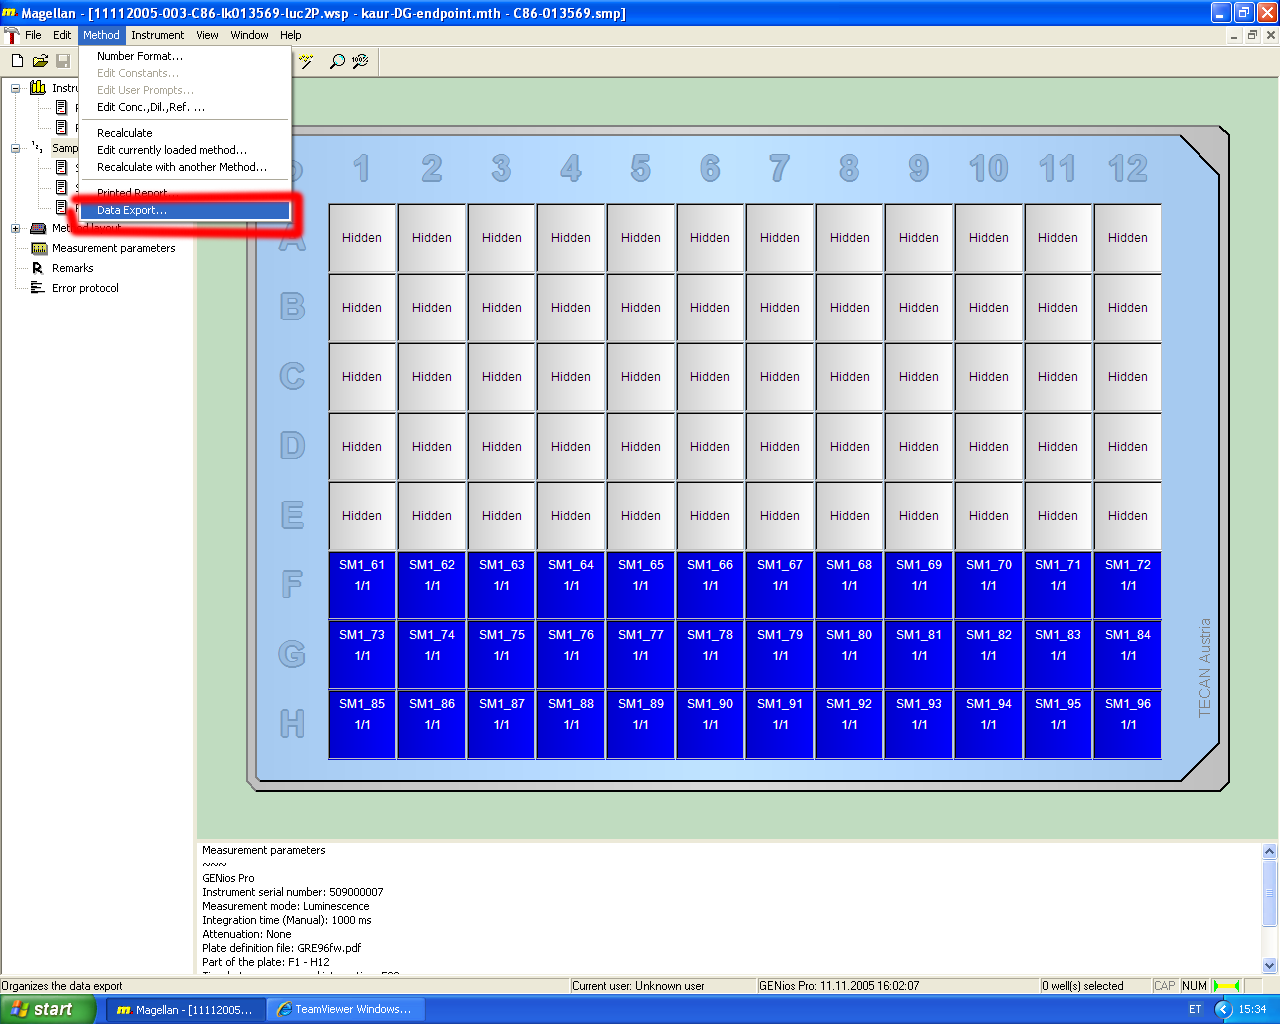 Magellan - [11112005-003-C86-lk013569-luc2P.wsp - kaur-DG-endpoint.mth - C86-013569.smp]
File Edit Method Instrument View Window Help
Number Format...
Edit Constants...
Edit User Prompts...
Edit Conc.,Dil.,Ref. ...
Recalculate
Edit currently loaded method...
Recalculate with another Method...
Printed Report
Data Export...
Instru
Samp
Method layout
Measurement parameters
Remarks
Error protocol
1 2 3 4 5 6 7 8 9 10 11 12
A Hidden Hidden Hidden Hidden Hidden Hidden Hidden Hidden Hidden Hidden Hidden Hidden
B Hidden Hidden Hidden Hidden Hidden Hidden Hidden Hidden Hidden Hidden Hidden Hidden
C Hidden Hidden Hidden Hidden Hidden Hidden Hidden Hidden Hidden Hidden Hidden Hidden
D Hidden Hidden Hidden Hidden Hidden Hidden Hidden Hidden Hidden Hidden Hidden Hidden
E Hidden Hidden Hidden Hidden Hidden Hidden Hidden Hidden Hidden Hidden Hidden Hidden
F SM1_61 SM1_62 SM1_63 SM1_64 SM1_65 SM1_66 SM1_67 SM1_68 SM1_69 SM1_70 SM1_71 SM1_72
1/1 1/1 1/1 1/1 1/1 1/1 1/1 1/1 1/1 1/1 1/1 1/1
G SM1_73 SM1_74 SM1_75 SM1_76 SM1_77 SM1_78 SM1_79 SM1_80 SM1_81 SM1_82 SM1_83 SM1_84
1/1 1/1 1/1 1/1 1/1 1/1 1/1 1/1 1/1 1/1 1/1 1/1
H SM1_85 SM1_86 SM1_87 SM1_88 SM1_89 SM1_90 SM1_91 SM1_92 SM1_93 SM1_94 SM1_95 SM1_96
1/1 1/1 1/1 1/1 1/1 1/1 1/1 1/1 1/1 1/1 1/1 1/1
TECAN Austria
Measurement parameters
~~~
GENios Pro
Instrument serial number: 509000007
Measurement mode: Luminescence
Integration time (Manual): 1000 ms
Attenuation: None
Plate definition file: GRE96fw.pdf
Part of the plate: F1 - H12
Organizes the data export
Current user: Unknown user
GENios Pro: 11.11.2005 16:02:07
0 well(s) selected
CAP NUM
start
Magellan - [11112005...
TeamViewer Windows...
ET
15:34